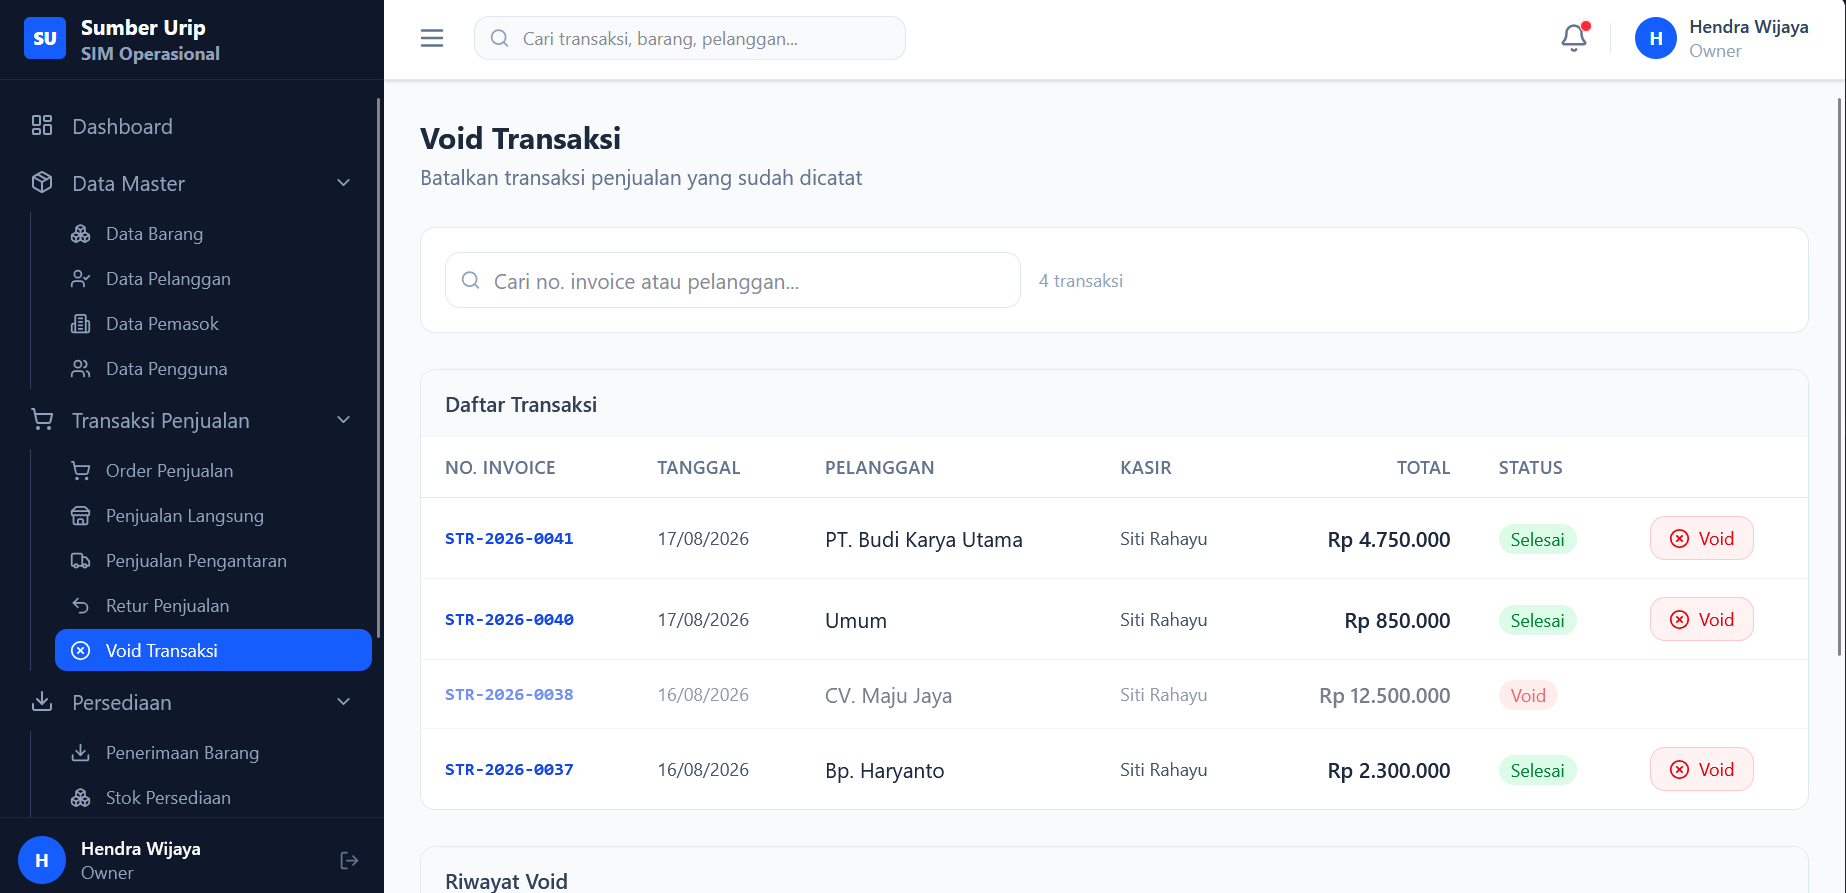 SU
Sumber Urip
SIM Operasional
Dashboard
Data Master
Data Barang
Data Pelanggan
Data Pemasok
Data Pengguna
Transaksi Penjualan
Order Penjualan
Penjualan Langsung
Penjualan Pengantaran
Retur Penjualan
Void Transaksi
Persediaan
Penerimaan Barang
Stok Persediaan
H
Hendra Wijaya
Owner
Cari transaksi, barang, pelanggan...
H
Hendra Wijaya
Owner
Void Transaksi
Batalkan transaksi penjualan yang sudah dicatat
Cari no. invoice atau pelanggan... 4 transaksi
Daftar Transaksi
NO. INVOICE TANGGAL PELANGGAN KASIR TOTAL STATUS
STR-2026-0041 17/08/2026 PT. Budi Karya Utama Siti Rahayu Rp 4.750.000 Selesai Void
STR-2026-0040 17/08/2026 Umum Siti Rahayu Rp 850.000 Selesai Void
STR-2026-0038 16/08/2026 CV. Maju Jaya Siti Rahayu Rp 12.500.000 Void
STR-2026-0037 16/08/2026 Bp. Haryanto Siti Rahayu Rp 2.300.000 Selesai Void
Riwayat Void